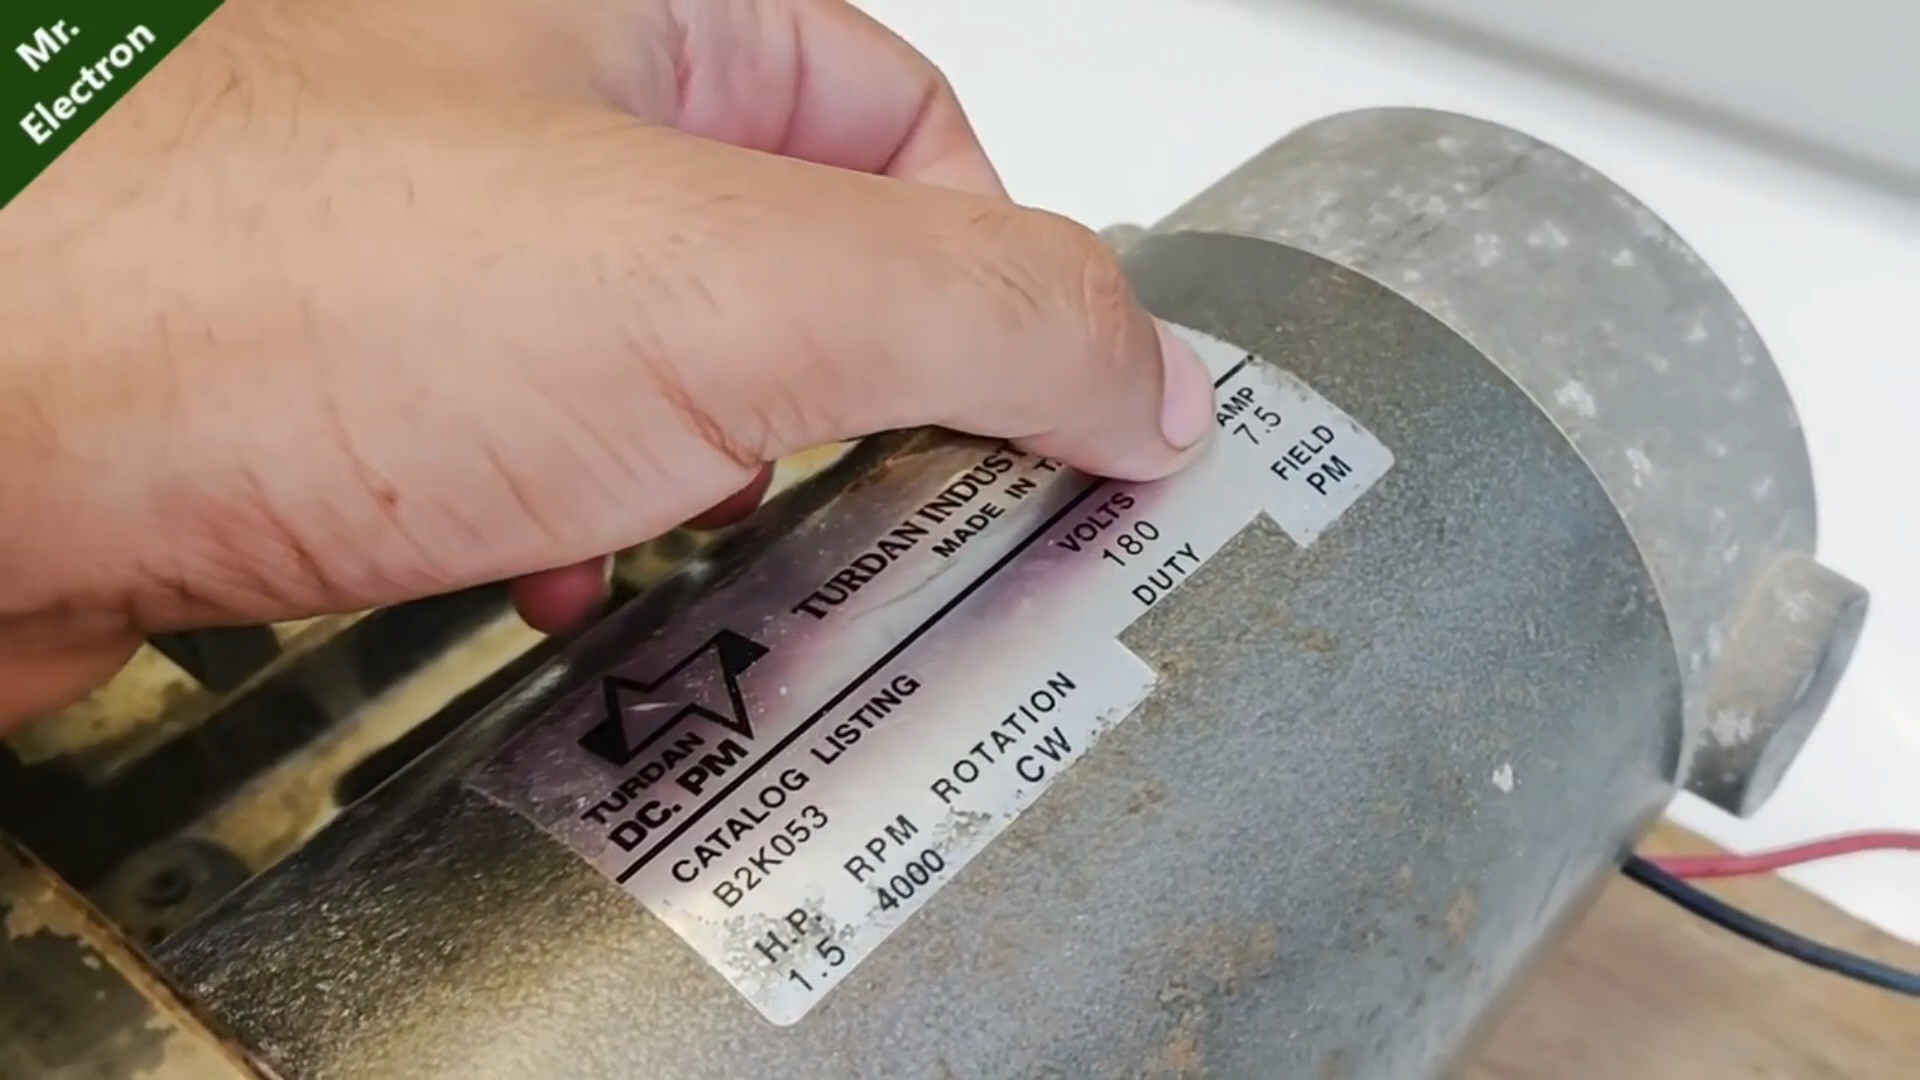 Mr.
Electron
TURDAN INDUST
MADE IN
TURDAN
DC. PM
CATALOG LISTING
B2K053
VOLTS
180
AMP
7.5
H.P.
1.5
RPM
4000
ROTATION
CW
DUTY
FIELD
PM